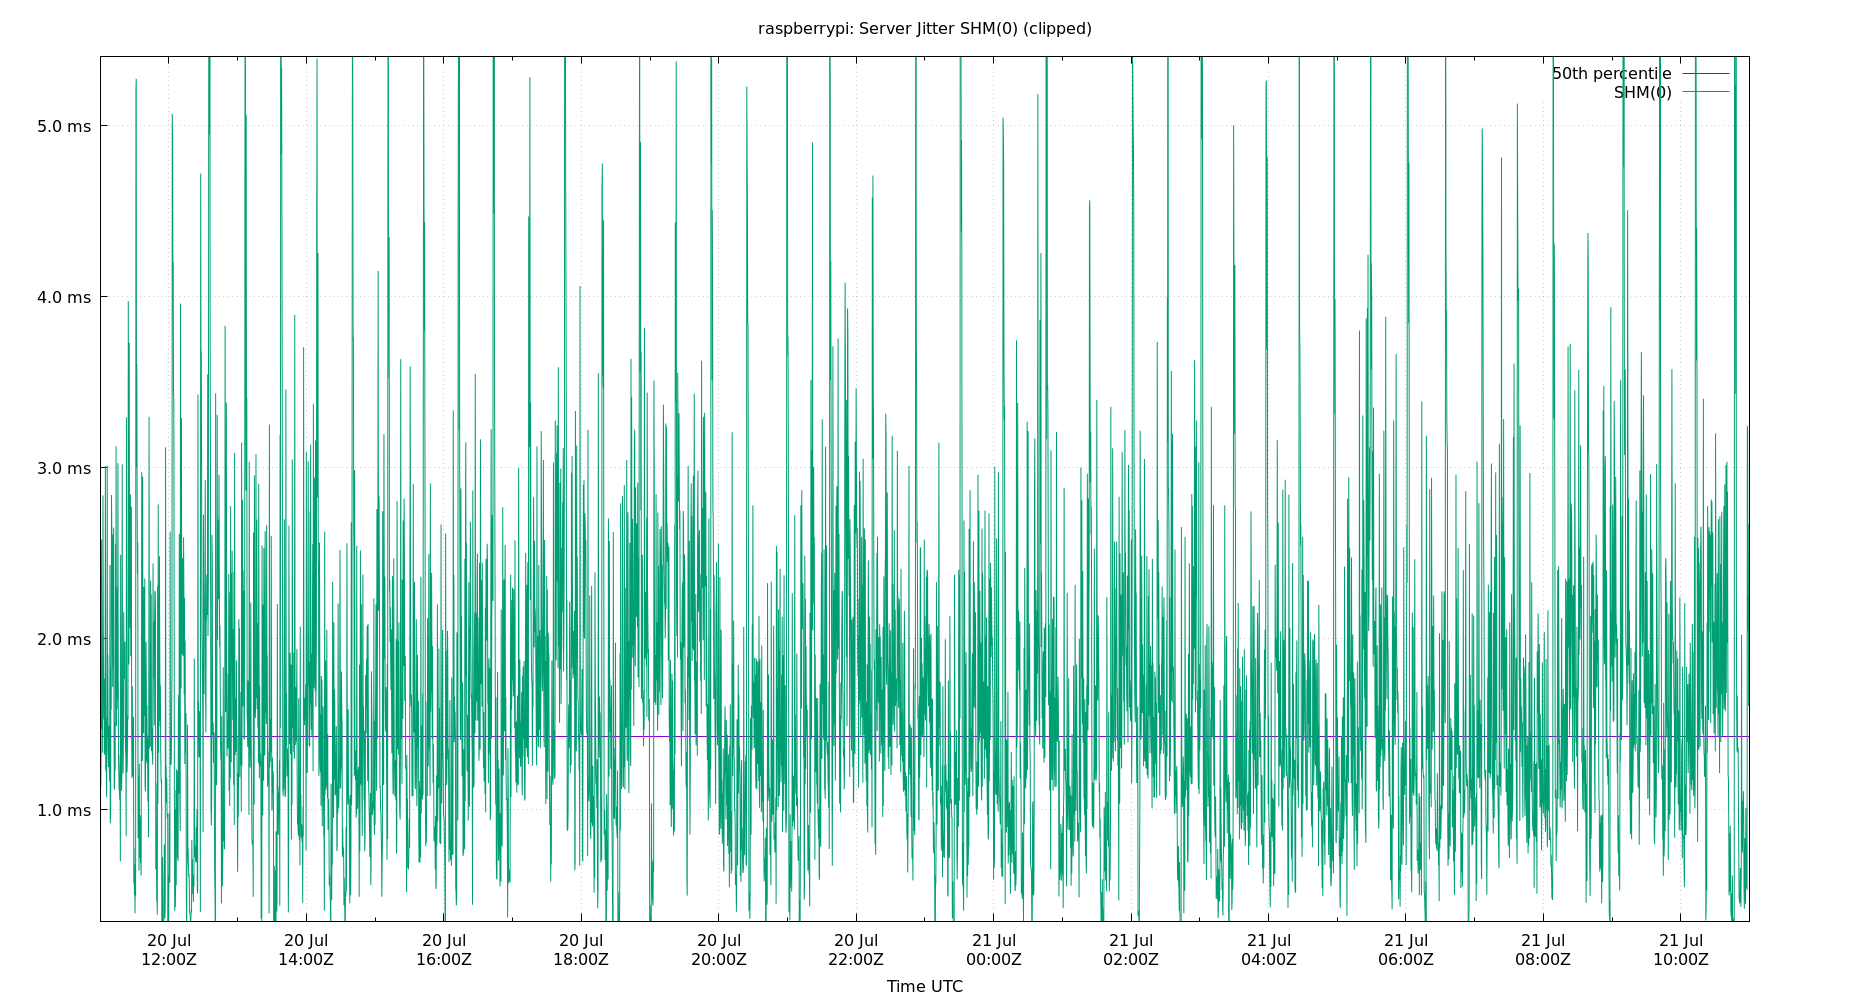 raspberrypi: Server Jitter SHM(0) (clipped)
50th percentile
SHM(0)
5.0 ms
4.0 ms
3.0 ms
2.0 ms
1.0 ms
20 Jul 20 Jul 20 Jul 20 Jul 20 Jul 20 Jul 21 Jul 21 Jul 21 Jul 21 Jul 21 Jul 21 Jul
12:00Z 14:00Z 16:00Z 18:00Z 20:00Z 22:00Z 00:00Z 02:00Z 04:00Z 06:00Z 08:00Z 10:00Z
Time UTC